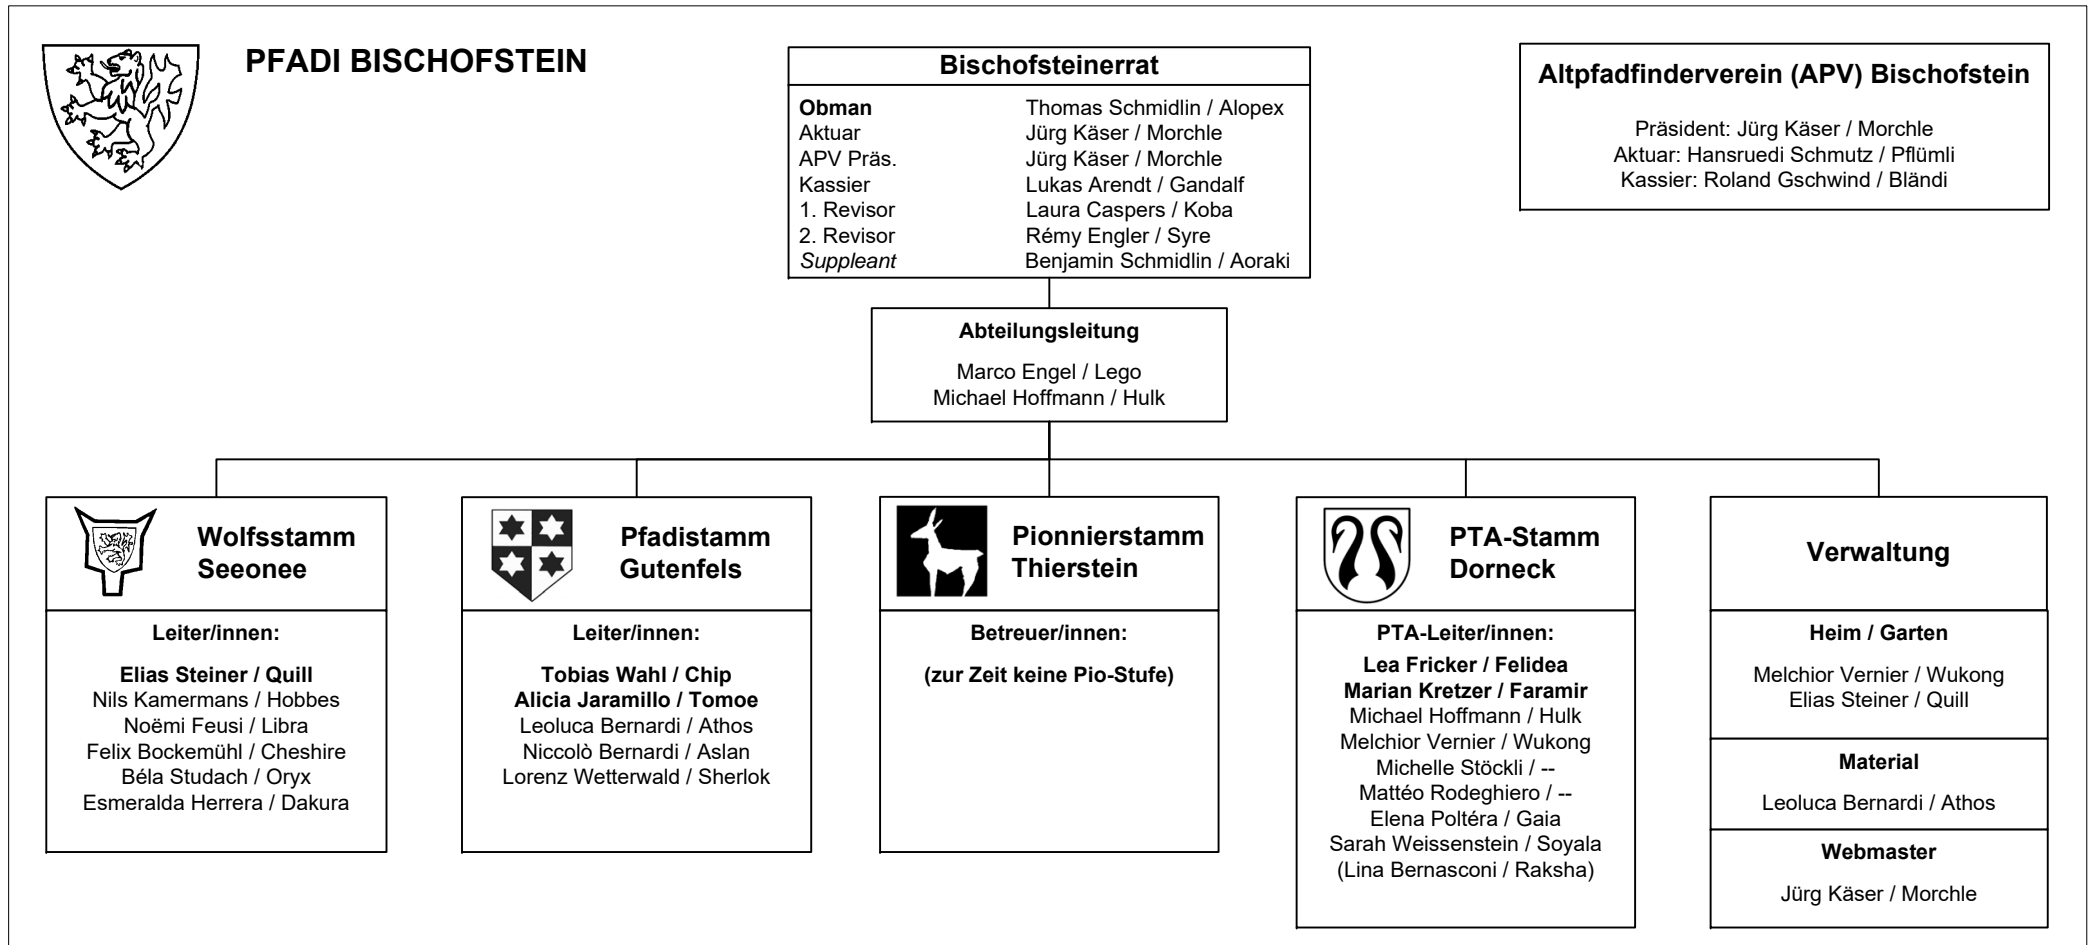 PFADI BISCHOFSTEIN
Bischofsteinerrat
Obman Thomas Schmidlin / Alopex
Aktuar Jürg Käser / Morchle
APV Präs. Jürg Käser / Morchle
Kassier Lukas Arendt / Gandalf
1. Revisor Laura Caspers / Koba
2. Revisor Rémy Engler / Syre
Suppleant Benjamin Schmidlin / Aoraki
Altpfadfinderverein (APV) Bischofstein
Präsident: Jürg Käser / Morchle
Aktuar: Hansruedi Schmutz / Pflümli
Kassier: Roland Gschwind / Bländi
Abteilungsleitung
Marco Engel / Lego
Michael Hoffmann / Hulk
Wolfsstamm
Seeonee
Leiter/innen:
Elias Steiner / Quill
Nils Kamermans / Hobbes
Noëmi Feusi / Libra
Felix Bockemühl / Cheshire
Béla Studach / Oryx
Esmeralda Herrera / Dakura
Pfadistamm
Gutenfels
Leiter/innen:
Tobias Wahl / Chip
Alicia Jaramillo / Tomoe
Leoluca Bernardi / Athos
Niccolò Bernardi / Aslan
Lorenz Wetterwald / Sherlok
Pionnierstamm
Thierstein
Betreuer/innen:
(zur Zeit keine Pio-Stufe)
PTA-Stamm
Dorneck
PTA-Leiter/innen:
Lea Fricker / Felidea
Marian Kretzer / Faramir
Michael Hoffmann / Hulk
Melchior Vernier / Wukong
Michelle Stöckli / --
Mattéo Rodeghiero / --
Elena Poltéra / Gaia
Sarah Weissenstein / Soyala
(Lina Bernasconi / Raksha)
Verwaltung
Heim / Garten
Melchior Vernier / Wukong
Elias Steiner / Quill
Material
Leoluca Bernardi / Athos
Webmaster
Jürg Käser / Morchle